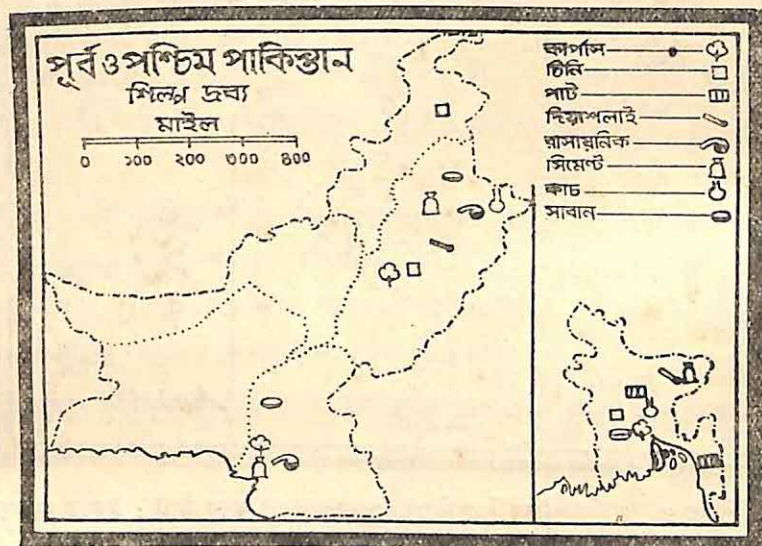 পূর্ব ও পশ্চিম পাকিস্তান
শিল্প দ্রব্য
মাইল
০ ১০০ ২০০ ৩০০ ৪০০
কার্পাস
চিনি
পাট
দিয়াশলাই
রাসায়নিক
সিমেন্ট
কাচ
সাবান